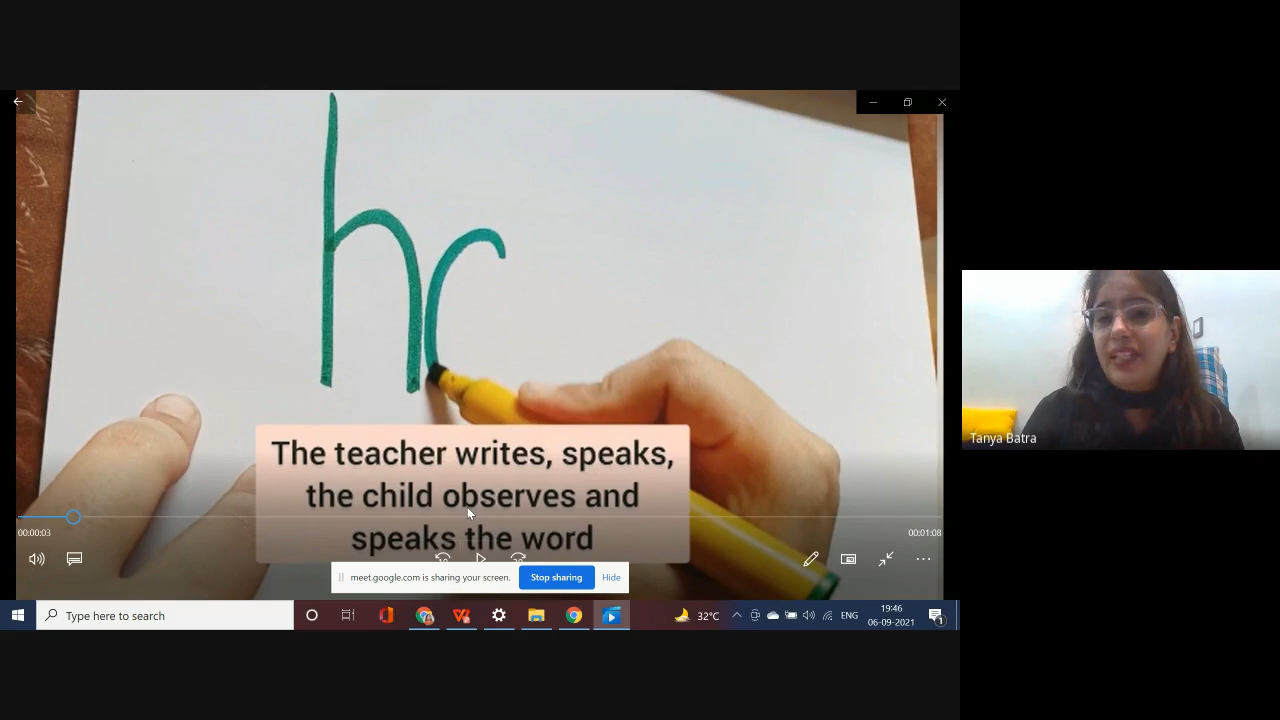 hc
The teacher writes, speaks,
the child observes and
speaks the word
00:00:03
00:01:08
meet.google.com is sharing your screen.
Stop sharing
Hide
Type here to search
32°C
ENG
19:46
06-09-2021
Tanya Batra